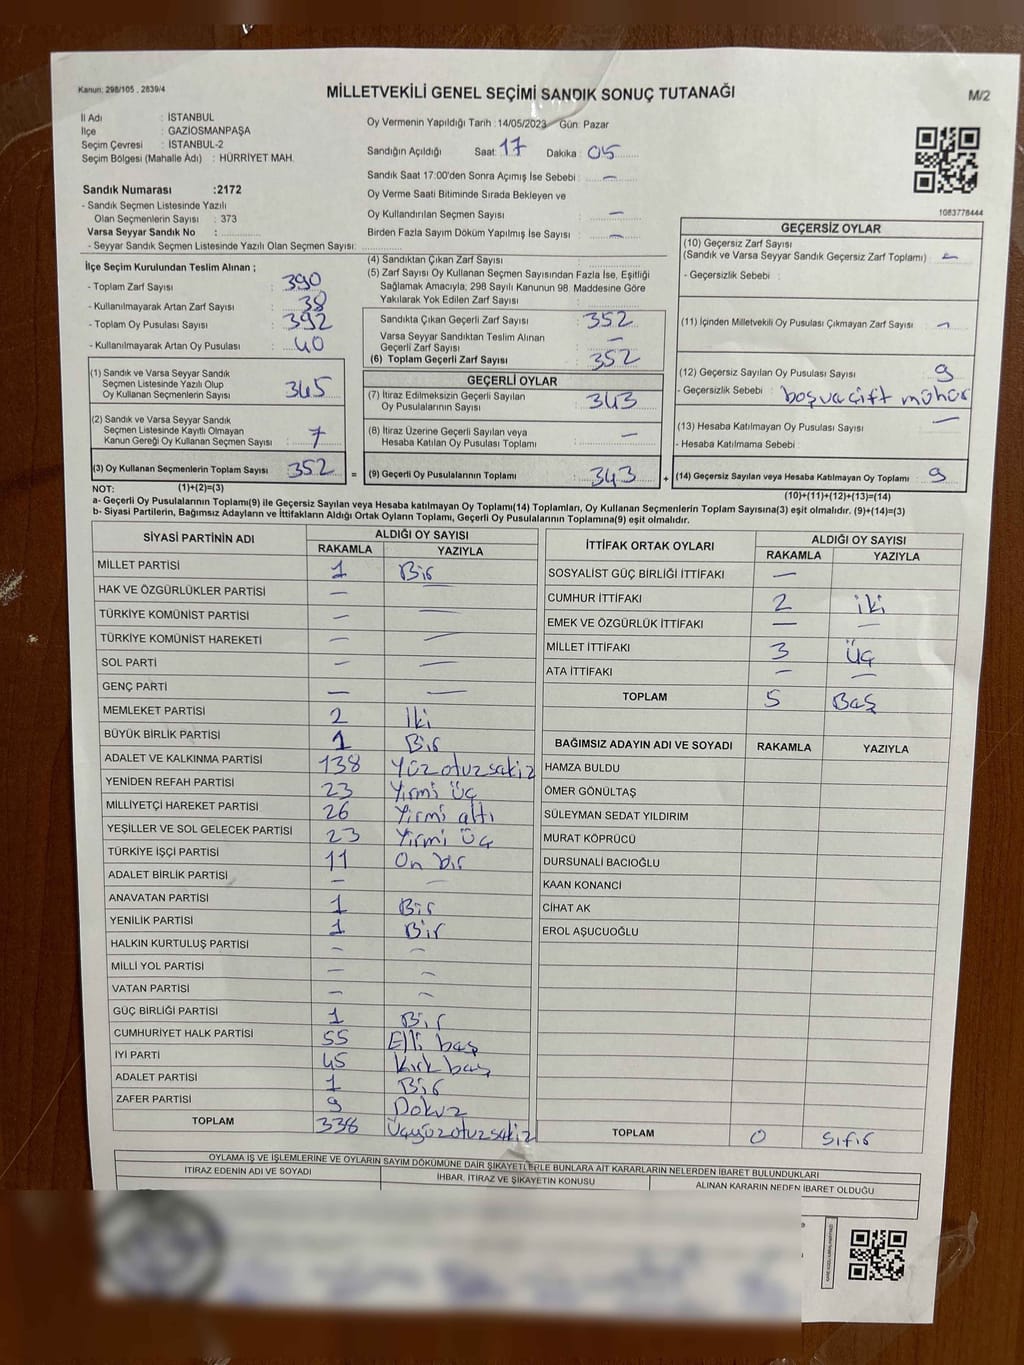 Kanun: 298/105 , 2839/4
MİLLETVEKİLİ GENEL SEÇİMİ SANDIK SONUÇ TUTANAĞI
M/2
İl Adı : İSTANBUL
İlçe : GAZİOSMANPAŞA
Seçim Çevresi : İSTANBUL-2
Seçim Bölgesi (Mahalle Adı) : HÜRRİYET MAH.
Sandık Numarası :2172
- Sandık Seçmen Listesinde Yazılı
Olan Seçmenlerin Sayısı : 373
Varsa Seyyar Sandık No :
- Seyyar Sandık Seçmen Listesinde Yazılı Olan Seçmen Sayısı:
Oy Vermenin Yapıldığı Tarih :14/05/2023 Gün: Pazar
Sandığın Açıldığı Saat: 17 Dakika : 05
Sandık Saat 17:00'den Sonra Açımış İse Sebebi : —
Oy Verme Saati Bitiminde Sırada Bekleyen ve
Oy Kullandırılan Seçmen Sayısı : —
Birden Fazla Sayım Döküm Yapılmış İse Sayısı : —
1083778444
İlçe Seçim Kurulundan Teslim Alınan ;
- Toplam Zarf Sayısı : 390
- Kullanılmayarak Artan Zarf Sayısı : 38
- Toplam Oy Pusulası Sayısı : 392
- Kullanılmayarak Artan Oy Pusulası : 40
(4) Sandıktan Çıkan Zarf Sayısı :
(5) Zarf Sayısı Oy Kullanan Seçmen Sayısından Fazla İse, Eşitliği
Sağlamak Amacıyla; 298 Sayılı Kanunun 98. Maddesine Göre
Yakılarak Yok Edilen Zarf Sayısı :
Sandıkta Çıkan Geçerli Zarf Sayısı : 352
Varsa Seyyar Sandıktan Teslim Alınan
Geçerli Zarf Sayısı : —
(6) Toplam Geçerli Zarf Sayısı : 352
GEÇERSİZ OYLAR
(10) Geçersiz Zarf Sayısı
(Sandık ve Varsa Seyyar Sandık Geçersiz Zarf Toplamı) : —
- Geçersizlik Sebebi :
(11) İçinden Milletvekili Oy Pusulası Çıkmayan Zarf Sayısı : —
(12) Geçersiz Sayılan Oy Pusulası Sayısı : 9
- Geçersizlik Sebebi : boş va çift mühür
(13) Hesaba Katılmayan Oy Pusulası Sayısı : —
- Hesaba Katılmama Sebebi :
(1) Sandık ve Varsa Seyyar Sandık
Seçmen Listesinde Yazılı Olup
Oy Kullanan Seçmenlerin Sayısı : 345
(2) Sandık ve Varsa Seyyar Sandık
Seçmen Listesinde Kayıtlı Olmayan
Kanun Gereği Oy Kullanan Seçmen Sayısı : 7
GEÇERLİ OYLAR
(7) İtiraz Edilmeksizin Geçerli Sayılan
Oy Pusulalarının Sayısı : 343
(8) İtiraz Üzerine Geçerli Sayılan veya
Hesaba Katılan Oy Pusulası Toplamı : —
(3) Oy Kullanan Seçmenlerin Toplam Sayısı : 352 = (9) Geçerli Oy Pusulalarının Toplamı : 343 + (14) Geçersiz Sayılan veya Hesaba Katılmayan Oy Toplamı : 9
NOT: (1)+(2)=(3)
(10)+(11)+(12)+(13)=(14)
a- Geçerli Oy Pusulalarının Toplamı(9) ile Geçersiz Sayılan veya Hesaba katılmayan Oy Toplamı(14) Toplamları, Oy Kullanan Seçmenlerin Toplam Sayısına(3) eşit olmalıdır. (9)+(14)=(3)
b- Siyasi Partilerin, Bağımsız Adayların ve İttifakların Aldığı Ortak Oyların Toplamı, Geçerli Oy Pusulalarının Toplamına(9) eşit olmalıdır.
SİYASİ PARTİNİN ADI ALDIĞI OY SAYISI
RAKAMLA YAZIYLA
MİLLET PARTİSİ 1 Bir
HAK VE ÖZGÜRLÜKLER PARTİSİ — —
TÜRKİYE KOMÜNİST PARTİSİ — —
TÜRKİYE KOMÜNİST HAREKETİ — —
SOL PARTİ — —
GENÇ PARTİ — —
MEMLEKET PARTİSİ 2 İki
BÜYÜK BİRLİK PARTİSİ 1 Bir
ADALET VE KALKINMA PARTİSİ 138 Yüzotuzsakiz
YENİDEN REFAH PARTİSİ 23 Yirmi üç
MİLLİYETÇİ HAREKET PARTİSİ 26 Yirmi altı
YEŞİLLER VE SOL GELECEK PARTİSİ 23 Yirmi üç
TÜRKİYE İŞÇİ PARTİSİ 11 On bir
ADALET BİRLİK PARTİSİ — —
ANAVATAN PARTİSİ 1 Bir
YENİLİK PARTİSİ 1 Bir
HALKIN KURTULUŞ PARTİSİ — —
MİLLİ YOL PARTİSİ — —
VATAN PARTİSİ — —
GÜÇ BİRLİĞİ PARTİSİ 1 Bir
CUMHURİYET HALK PARTİSİ 55 Elli baş
İYİ PARTİ 45 Kırk baş
ADALET PARTİSİ 1 Bir
ZAFER PARTİSİ 9 Dokuz
TOPLAM 338 Üçyüzotuzsakiz
İTTİFAK ORTAK OYLARI ALDIĞI OY SAYISI
RAKAMLA YAZIYLA
SOSYALİST GÜÇ BİRLİĞİ İTTİFAKI —
CUMHUR İTTİFAKI 2 iki
EMEK VE ÖZGÜRLÜK İTTİFAKI — —
MİLLET İTTİFAKI 3 Üç
ATA İTTİFAKI — —
TOPLAM 5 Baş
BAĞIMSIZ ADAYIN ADI VE SOYADI RAKAMLA YAZIYLA
HAMZA BULDU
ÖMER GÖNÜLTAŞ
SÜLEYMAN SEDAT YILDIRIM
MURAT KÖPRÜCÜ
DURSUNALİ BACIOĞLU
KAAN KONANCİ
CİHAT AK
EROL AŞUCUOĞLU
TOPLAM 0 Sıfır
OYLAMA İŞ VE İŞLEMLERİNE VE OYLARIN SAYIM DÖKÜMÜNE DAİR ŞİKAYETLERLE BUNLARA AİT KARARLARIN NELERDEN İBARET BULUNDUKLARI
İTİRAZ EDENİN ADI VE SOYADI İHBAR, İTİRAZ VE ŞİKAYETİN KONUSU ALINAN KARARIN NEDEN İBARET OLDUĞU